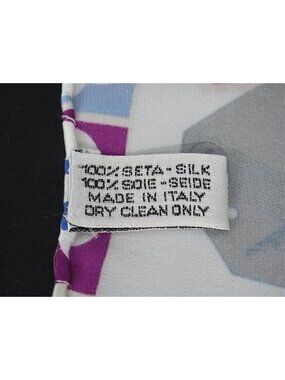 100% SETA - SILK
100% SOIE - SEIDE
MADE IN ITALY
DRY CLEAN ONLY